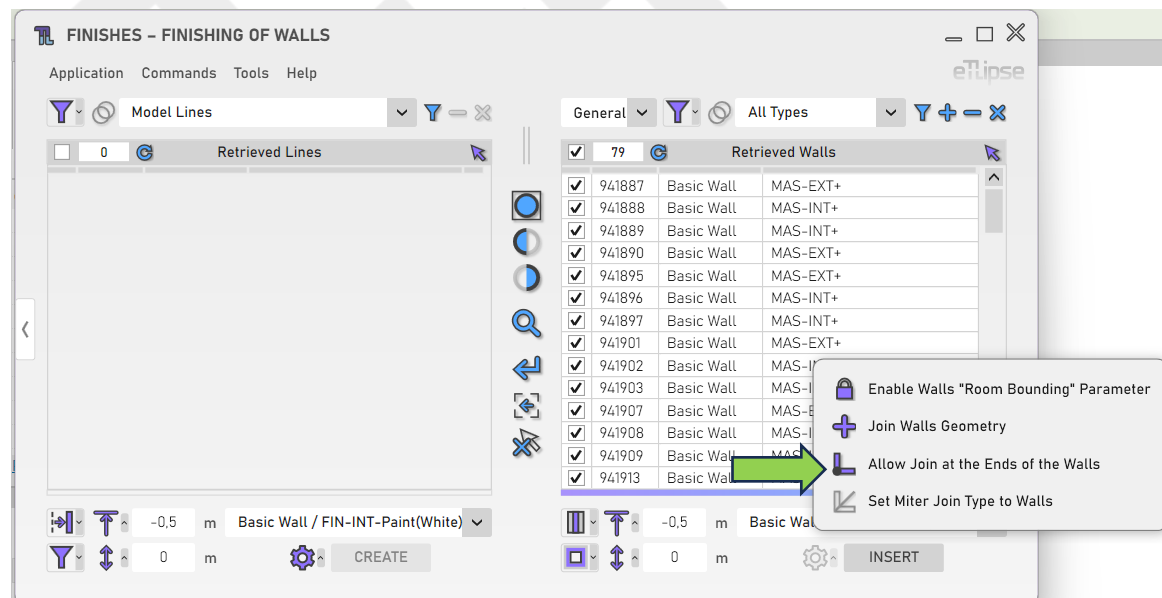 FINISHES – FINISHING OF WALLS
Application Commands Tools Help
eTLipse
Model Lines
General All Types
0 Retrieved Lines
79 Retrieved Walls
941887 Basic Wall MAS-EXT+
941888 Basic Wall MAS-INT+
941889 Basic Wall MAS-INT+
941890 Basic Wall MAS-EXT+
941895 Basic Wall MAS-EXT+
941896 Basic Wall MAS-INT+
941897 Basic Wall MAS-INT+
941901 Basic Wall MAS-EXT+
941902 Basic Wall
941903 Basic Wall
941907 Basic Wall
941908 Basic Wall
941909 Basic
941913 Basic
Enable Walls "Room Bounding" Parameter
Join Walls Geometry
Allow Join at the Ends of the Walls
Set Miter Join Type to Walls
-0,5 m Basic Wall / FIN-INT-Paint(White)
0 m CREATE
-0,5 m Basic
0 m INSERT